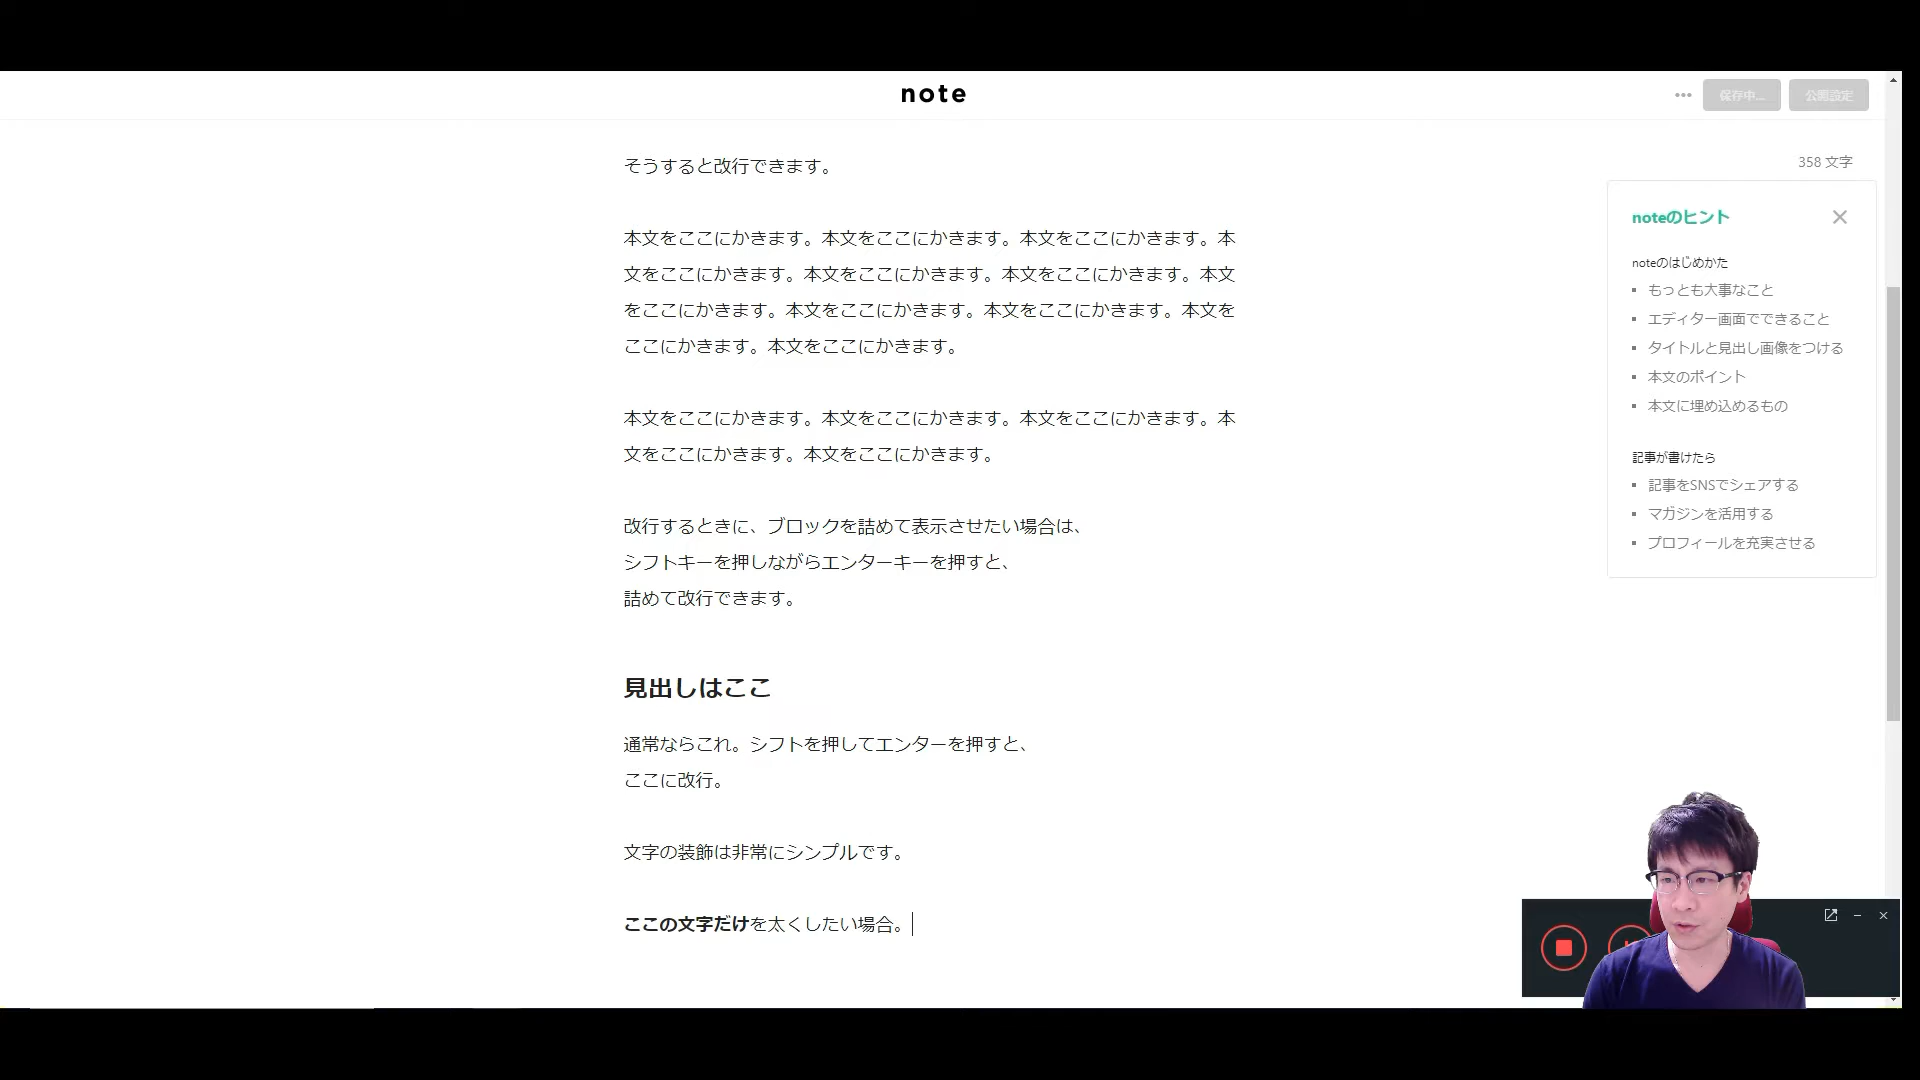 note
保存中...
公開設定
そうすると改行できます。
358 文字
本文をここにかきます。本文をここにかきます。本文をここにかきます。本
文をここにかきます。本文をここにかきます。本文をここにかきます。本文
をここにかきます。本文をここにかきます。本文をここにかきます。本文を
ここにかきます。本文をここにかきます。
本文をここにかきます。本文をここにかきます。本文をここにかきます。本
文をここにかきます。本文をここにかきます。
改行するときに、ブロックを詰めて表示させたい場合は、
シフトキーを押しながらエンターキーを押すと、
詰めて改行できます。
見出しはここ
通常ならこれ。シフトを押してエンターを押すと、
ここに改行。
文字の装飾は非常にシンプルです。
ここの文字だけを太くしたい場合。
noteのヒント
noteのはじめかた
もっとも大事なこと
エディター画面でできること
タイトルと見出し画像をつける
本文のポイント
本文に埋め込めるもの
記事が書けたら
記事をSNSでシェアする
マガジンを活用する
プロフィールを充実させる